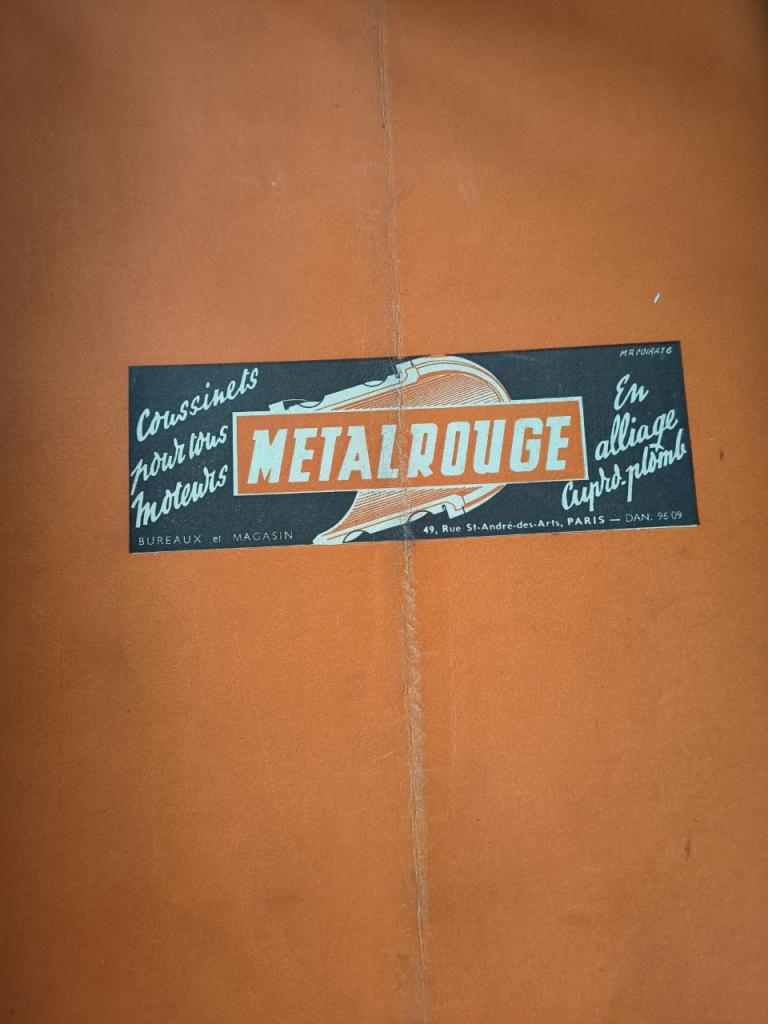 Coussinets
pour tous
Moteurs
METALROUGE
En
alliage
Cupro-plomb
BUREAUX et MAGASIN
49, Rue St-André-des-Arts, PARIS — DAN. 96 09